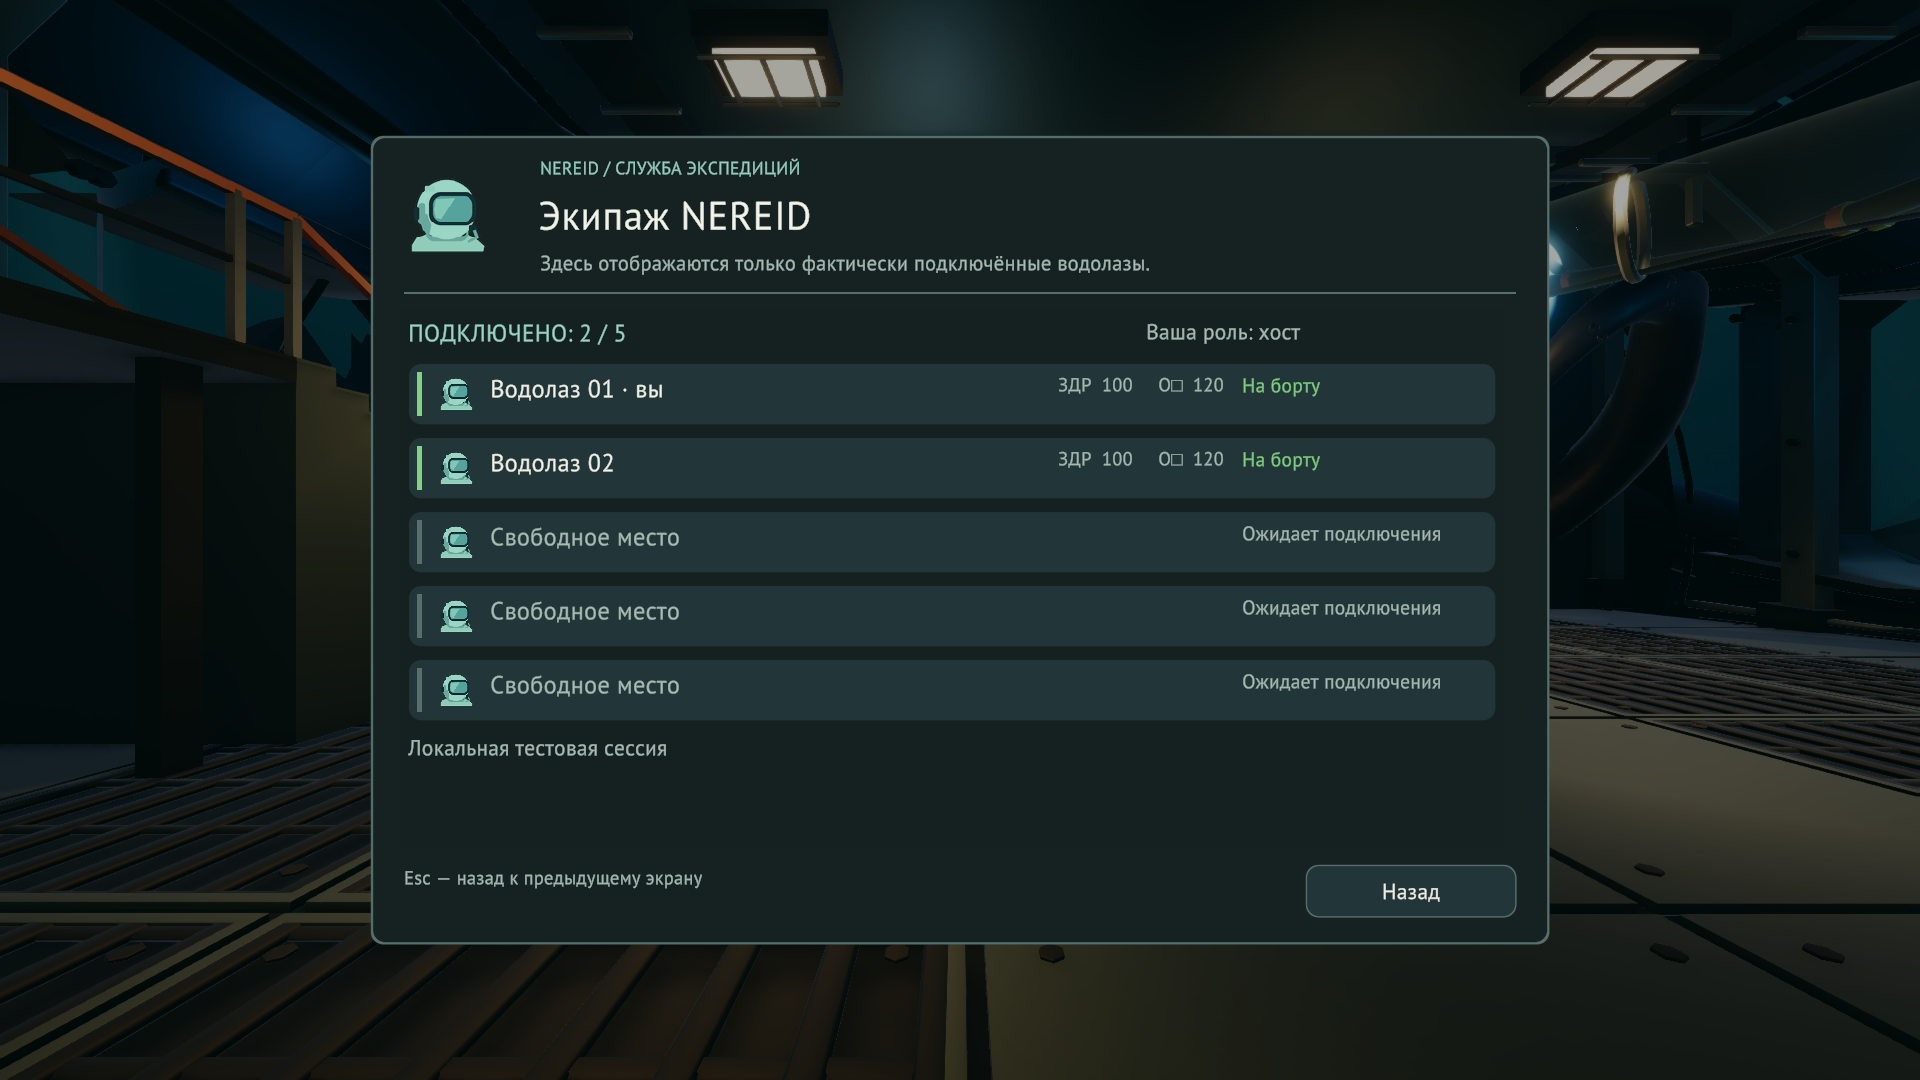 NEREID / СЛУЖБА ЭКСПЕДИЦИЙ
Экипаж NEREID
Здесь отображаются только фактически подключённые водолазы.
ПОДКЛЮЧЕНО: 2 / 5 Ваша роль: хост
Водолаз 01 · вы ЗДР 100 О□ 120 На борту
Водолаз 02 ЗДР 100 О□ 120 На борту
Свободное место Ожидает подключения
Свободное место Ожидает подключения
Свободное место Ожидает подключения
Локальная тестовая сессия
Esc — назад к предыдущему экрану
Назад